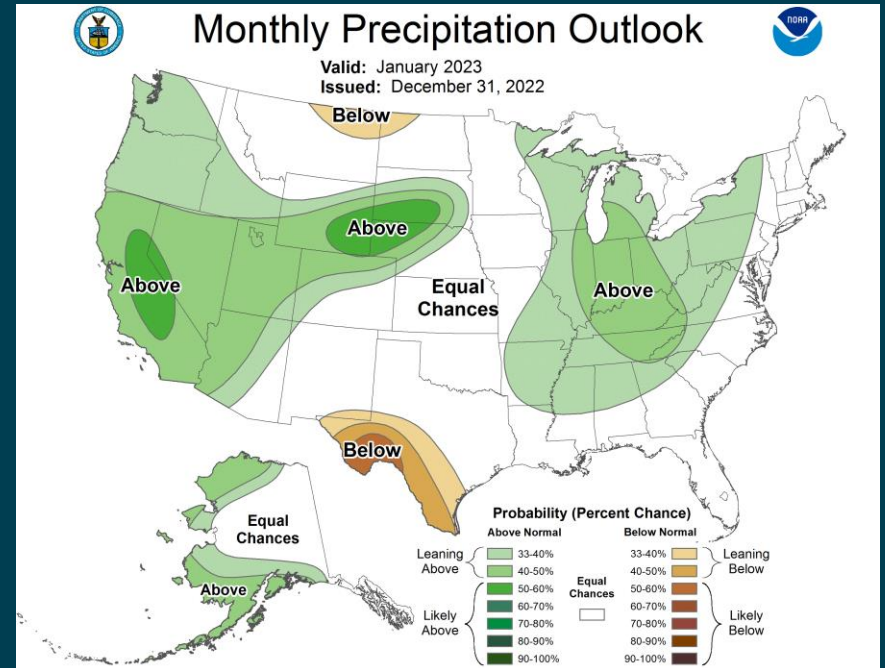 Monthly Precipitation Outlook
NOAA
Valid: January 2023
Issued: December 31, 2022
Below
Above
Above
Equal
Chances
Above
Below
Equal
Chances
Above
Probability (Percent Chance)
Above Normal
Below Normal
Leaning
Above
33-40%
40-50%
Likely
Above
50-60%
60-70%
70-80%
80-90%
90-100%
Equal
Chances
33-40%
40-50%
Leaning
Below
50-60%
60-70%
70-80%
80-90%
90-100%
Likely
Below